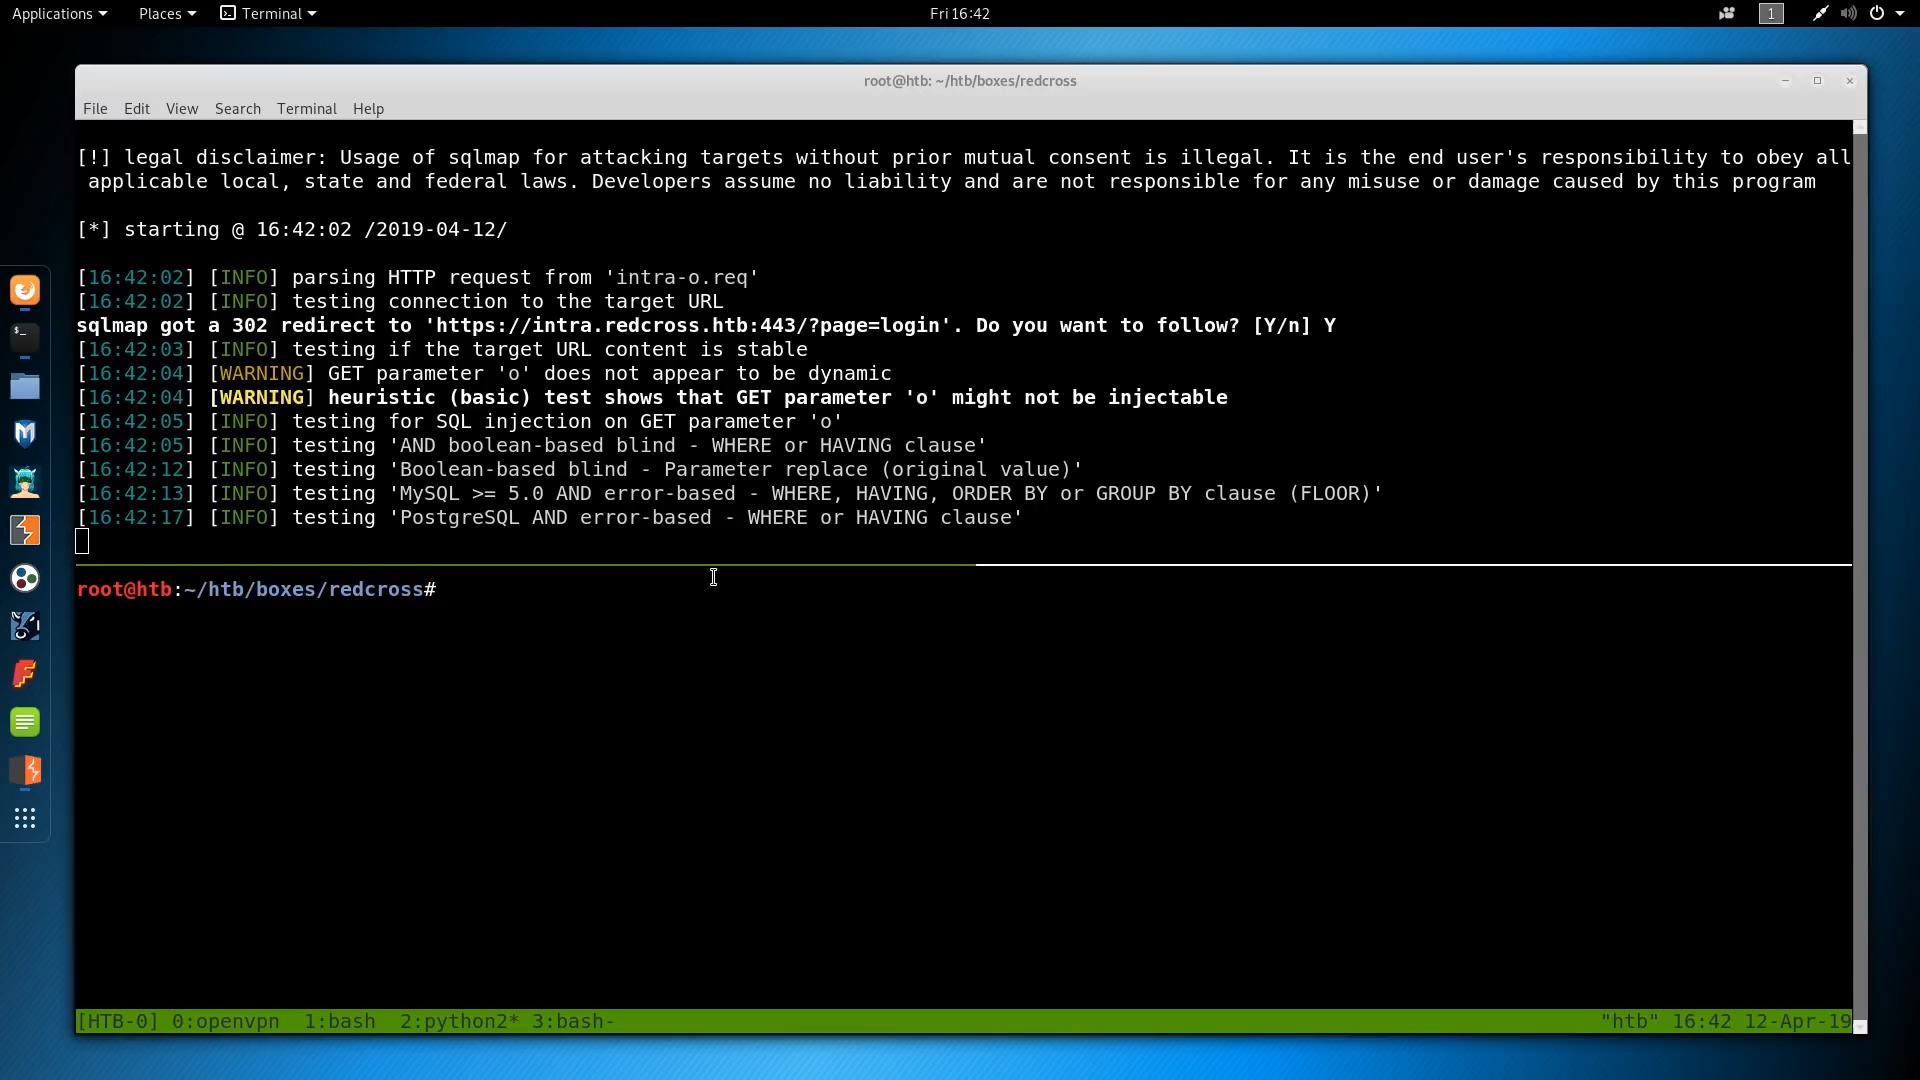 Applications Places Terminal Fri 16:42 1
root@htb: ~/htb/boxes/redcross
File Edit View Search Terminal Help
[!] legal disclaimer: Usage of sqlmap for attacking targets without prior mutual consent is illegal. It is the end user's responsibility to obey all
applicable local, state and federal laws. Developers assume no liability and are not responsible for any misuse or damage caused by this program
[*] starting @ 16:42:02 /2019-04-12/
[16:42:02] [INFO] parsing HTTP request from 'intra-o.req'
[16:42:02] [INFO] testing connection to the target URL
sqlmap got a 302 redirect to 'https://intra.redcross.htb:443/?page=login'. Do you want to follow? [Y/n] Y
[16:42:03] [INFO] testing if the target URL content is stable
[16:42:04] [WARNING] GET parameter 'o' does not appear to be dynamic
[16:42:04] [WARNING] heuristic (basic) test shows that GET parameter 'o' might not be injectable
[16:42:05] [INFO] testing for SQL injection on GET parameter 'o'
[16:42:05] [INFO] testing 'AND boolean-based blind - WHERE or HAVING clause'
[16:42:12] [INFO] testing 'Boolean-based blind - Parameter replace (original value)'
[16:42:13] [INFO] testing 'MySQL >= 5.0 AND error-based - WHERE, HAVING, ORDER BY or GROUP BY clause (FLOOR)'
[16:42:17] [INFO] testing 'PostgreSQL AND error-based - WHERE or HAVING clause'
root@htb:~/htb/boxes/redcross#
[HTB-0] 0:openvpn 1:bash 2:python2* 3:bash- "htb" 16:42 12-Apr-19